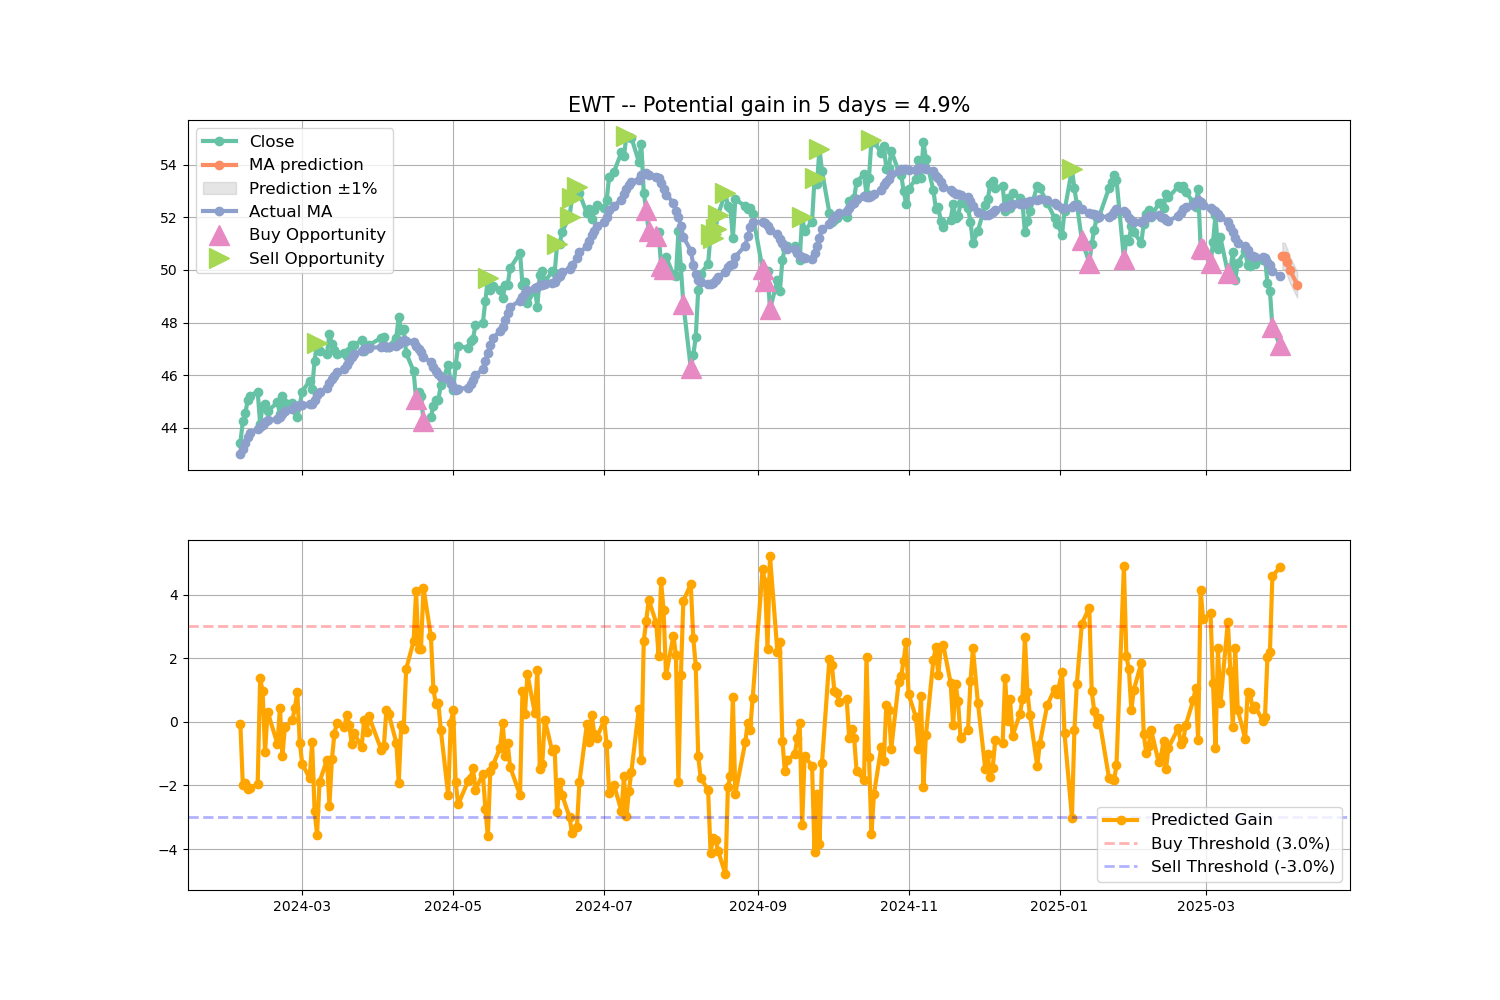 EWT -- Potential gain in 5 days = 4.9%
Close
MA prediction
Prediction ±1%
Actual MA
Buy Opportunity
Sell Opportunity
54
52
50
48
46
44
4
2
0
−2
−4
Predicted Gain
Buy Threshold (3.0%)
Sell Threshold (-3.0%)
2024-03 2024-05 2024-07 2024-09 2024-11 2025-01 2025-03